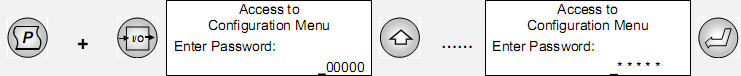 P + I/O
Access to
Configuration Menu
Enter Password:
_00000
......
Access to
Configuration Menu
Enter Password:
_* * * * *